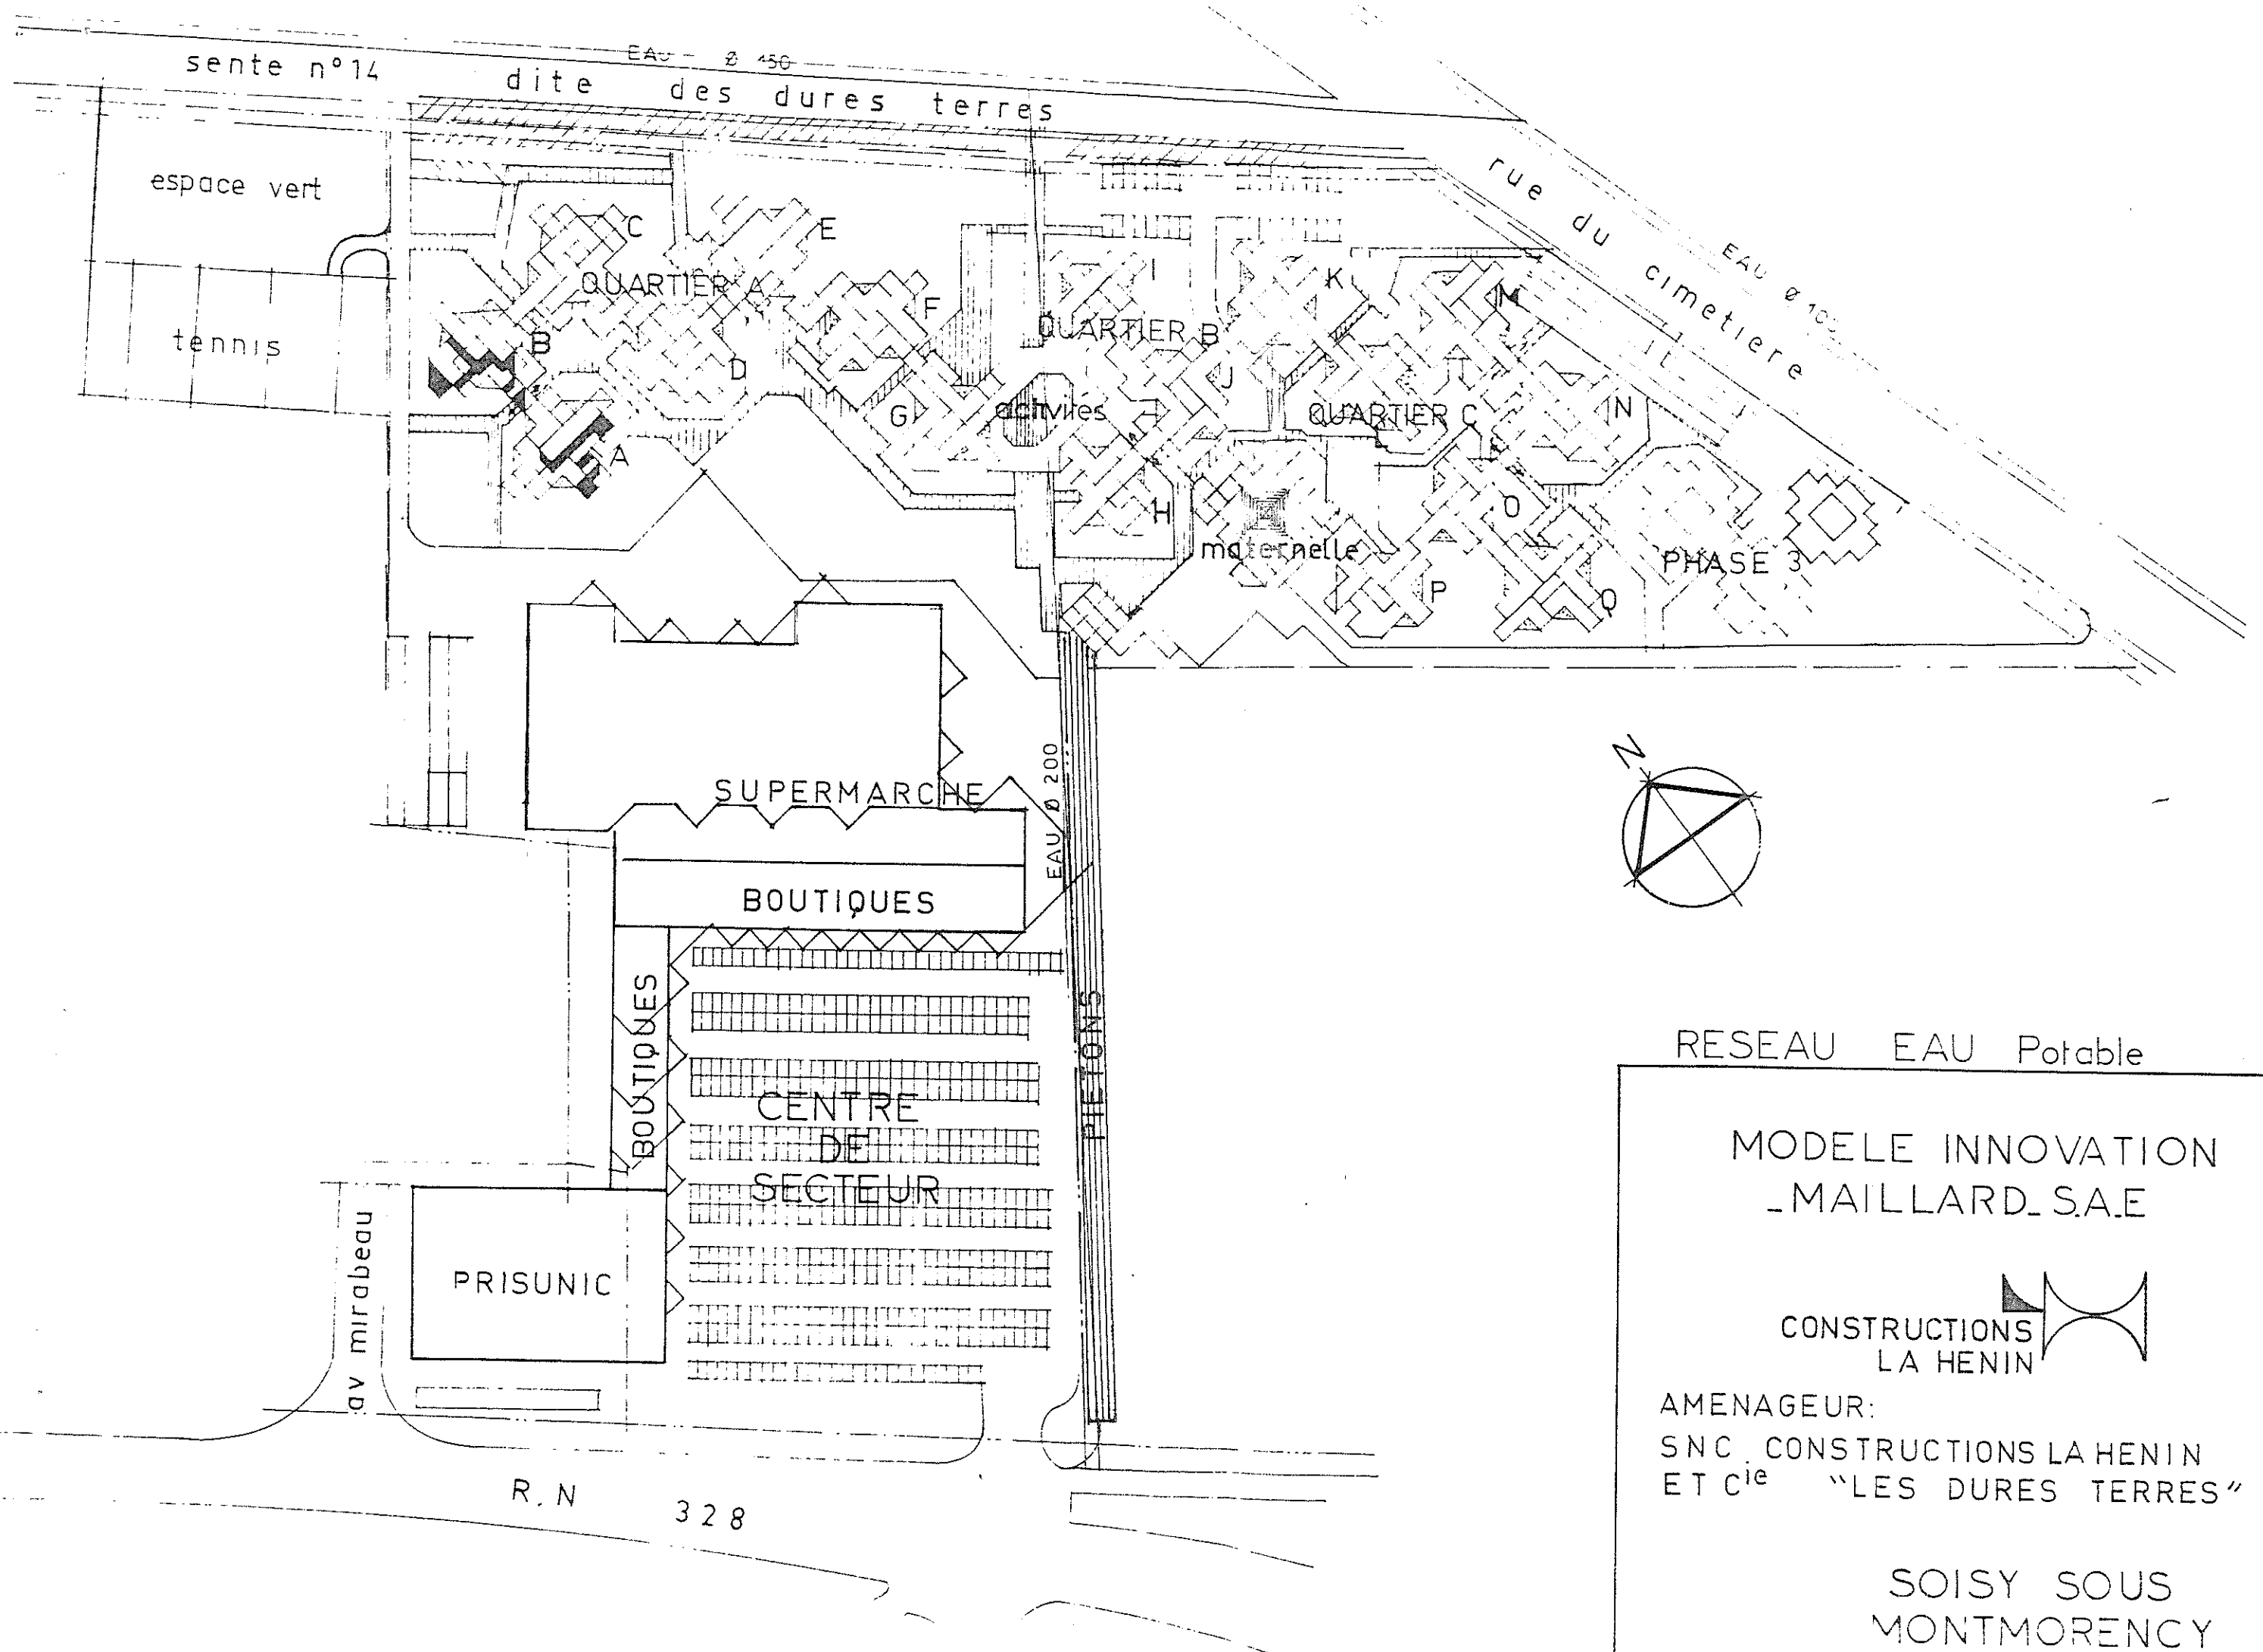 EAU Ø 150
sente n°14 dite des dures terres
espace vert
tennis
rue du cimetiere
EAU Ø 100
C
E
QUARTIER A
B
D
A
F
G
I
K
QUARTIER B
J
activites
H
M
N
QUARTIER C
O
P
Q
maternelle
PHASE 3
SUPERMARCHE
EAU Ø 200
N
BOUTIQUES
BOUTIQUES
PIETONS
CENTRE
DE
SECTEUR
PRISUNIC
av mirabeau
R.N 328
RESEAU EAU Potable
MODELE INNOVATION
_MAILLARD_S.A.E
CONSTRUCTIONS
LA HENIN
AMENAGEUR:
SNC CONSTRUCTIONS LA HENIN
ET Cie "LES DURES TERRES"
SOISY SOUS
MONTMORENCY